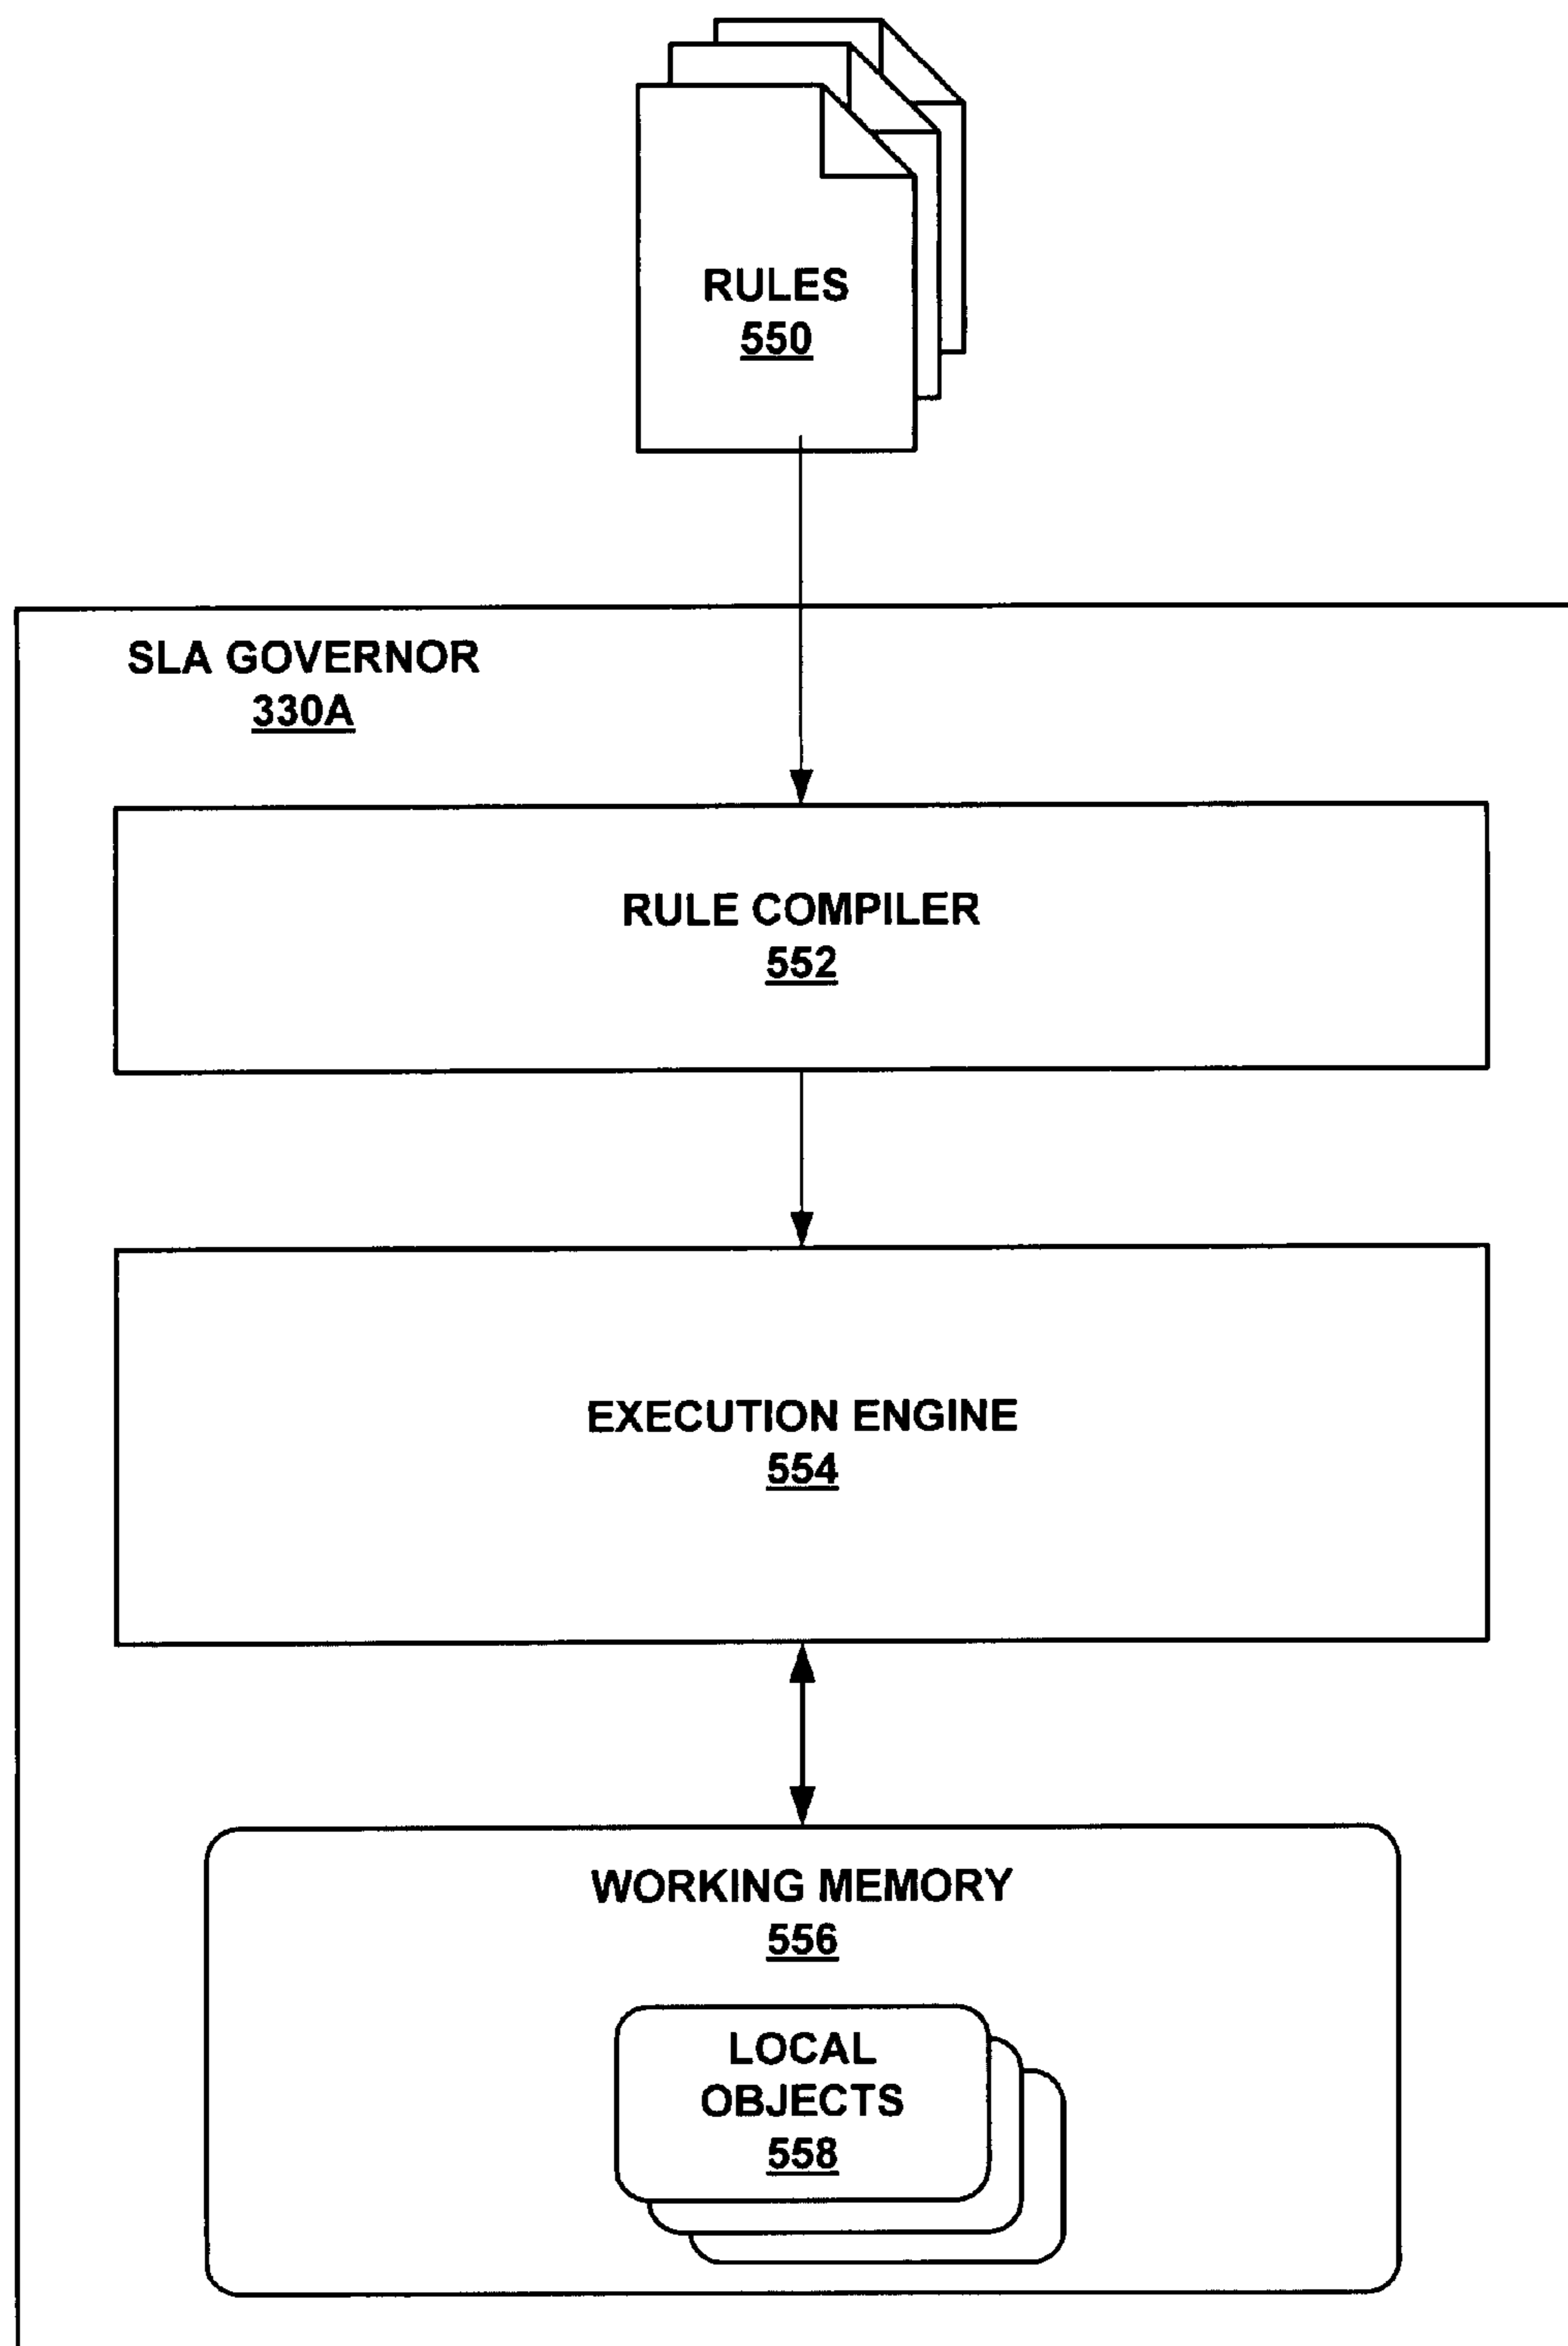 RULES
550
SLA GOVERNOR
330A
RULE COMPILER
552
EXECUTION ENGINE
554
WORKING MEMORY
556
LOCAL
OBJECTS
558